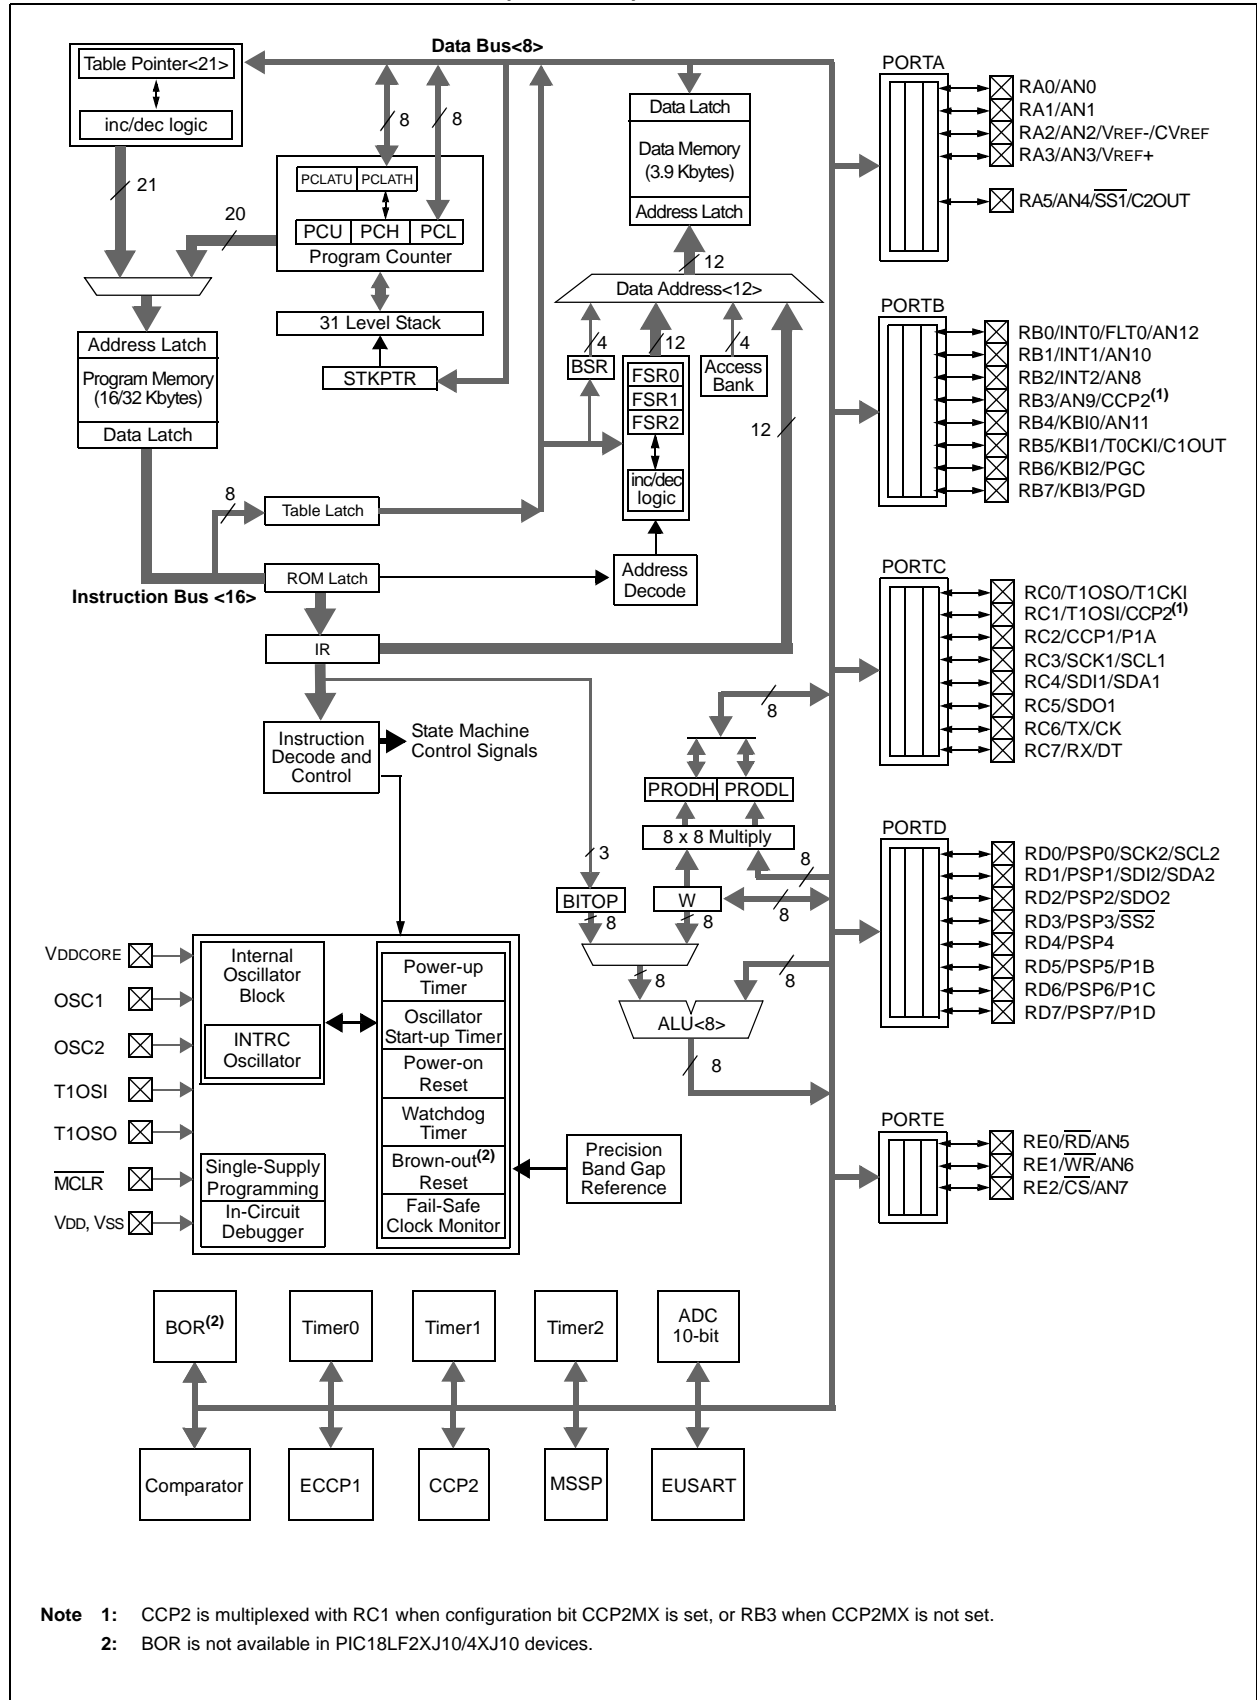 Data Bus<8>
Table Pointer<21>
inc/dec logic
21
20
8
8
PCLATU PCLATH
PCU PCH PCL
Program Counter
31 Level Stack
STKPTR
Data Latch
Data Memory
(3.9 Kbytes)
Address Latch
12
Data Address<12>
4
12
4
BSR
FSR0
FSR1
FSR2
inc/dec
logic
Access
Bank
12
Address Latch
Program Memory
(16/32 Kbytes)
Data Latch
8
Table Latch
ROM Latch
Instruction Bus <16>
Address
Decode
IR
Instruction
Decode and
Control
State Machine
Control Signals
8
PRODH PRODL
8 x 8 Multiply
3
8
BITOP
W
8
8
8
8
8
ALU<8>
8
VDDCORE
OSC1
OSC2
T1OSI
T1OSO
MCLR
VDD, VSS
Internal
Oscillator
Block
INTRC
Oscillator
Single-Supply
Programming
In-Circuit
Debugger
Power-up
Timer
Oscillator
Start-up Timer
Power-on
Reset
Watchdog
Timer
Brown-out(2)
Reset
Fail-Safe
Clock Monitor
Precision
Band Gap
Reference
PORTA
RA0/AN0
RA1/AN1
RA2/AN2/VREF-/CVREF
RA3/AN3/VREF+
RA5/AN4/SS1/C2OUT
PORTB
RB0/INT0/FLT0/AN12
RB1/INT1/AN10
RB2/INT2/AN8
RB3/AN9/CCP2(1)
RB4/KBI0/AN11
RB5/KBI1/T0CKI/C1OUT
RB6/KBI2/PGC
RB7/KBI3/PGD
PORTC
RC0/T1OSO/T1CKI
RC1/T1OSI/CCP2(1)
RC2/CCP1/P1A
RC3/SCK1/SCL1
RC4/SDI1/SDA1
RC5/SDO1
RC6/TX/CK
RC7/RX/DT
PORTD
RD0/PSP0/SCK2/SCL2
RD1/PSP1/SDI2/SDA2
RD2/PSP2/SDO2
RD3/PSP3/SS2
RD4/PSP4
RD5/PSP5/P1B
RD6/PSP6/P1C
RD7/PSP7/P1D
PORTE
RE0/RD/AN5
RE1/WR/AN6
RE2/CS/AN7
BOR(2)
Timer0
Timer1
Timer2
ADC
10-bit
Comparator
ECCP1
CCP2
MSSP
EUSART
Note 1: CCP2 is multiplexed with RC1 when configuration bit CCP2MX is set, or RB3 when CCP2MX is not set.
2: BOR is not available in PIC18LF2XJ10/4XJ10 devices.